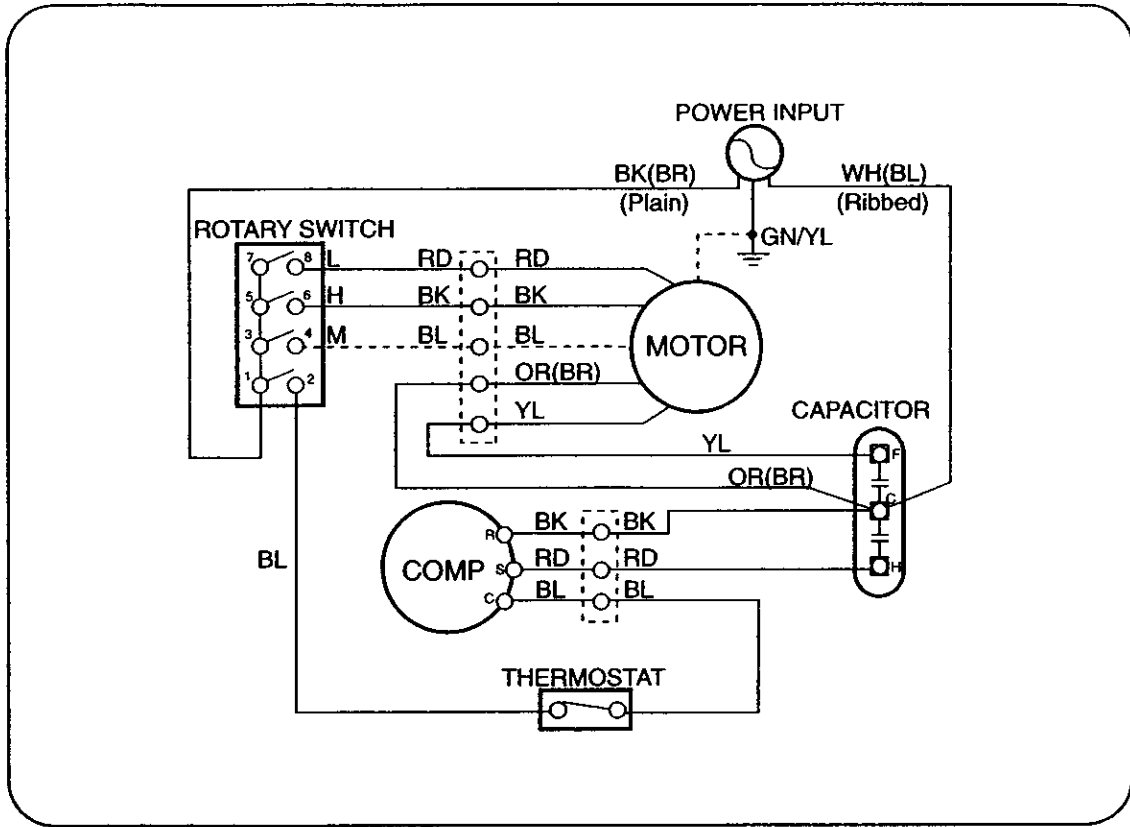 POWER INPUT
BK(BR)
(Plain)
WH(BL)
(Ribbed)
GN/YL
ROTARY SWITCH
7 8 L RD RD
5 6 H BK BK
3 4 M BL BL
1 2 OR(BR)
YL
MOTOR
CAPACITOR
YL
F
OR(BR)
C
H
COMP
R BK BK
S RD RD
C BL BL
BL
THERMOSTAT